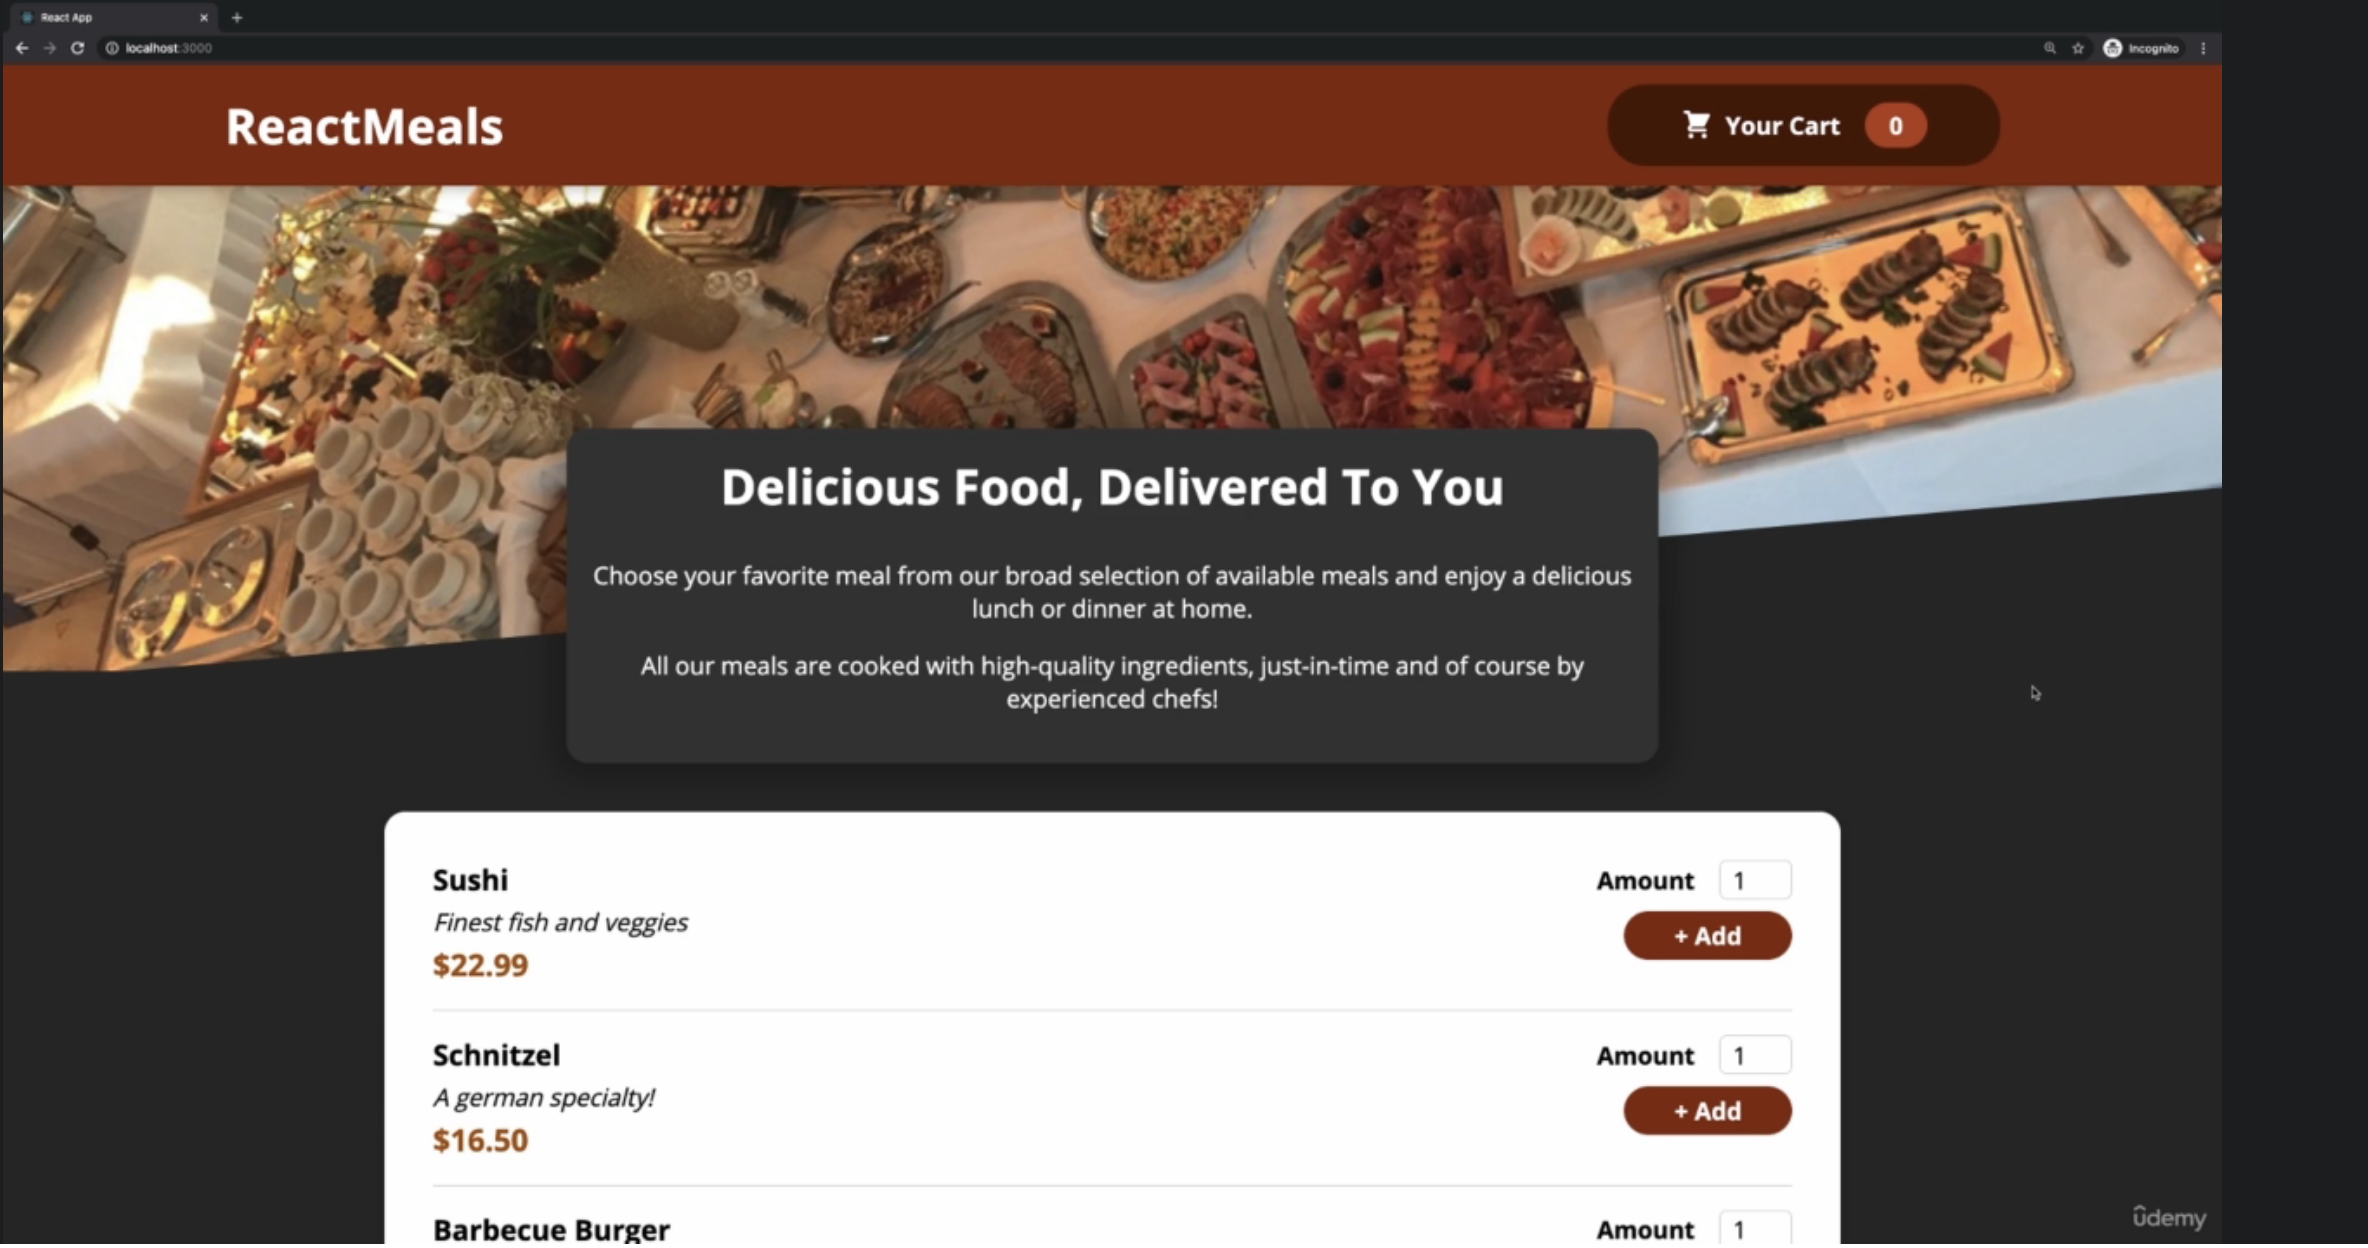 React App
localhost:3000
Incognito
ReactMeals
Your Cart 0
Delicious Food, Delivered To You
Choose your favorite meal from our broad selection of available meals and enjoy a delicious
lunch or dinner at home.
All our meals are cooked with high-quality ingredients, just-in-time and of course by
experienced chefs!
Sushi
Finest fish and veggies
$22.99
Amount 1
+ Add
Schnitzel
A german specialty!
$16.50
Amount 1
+ Add
Barbecue Burger
Amount 1
ûdemy